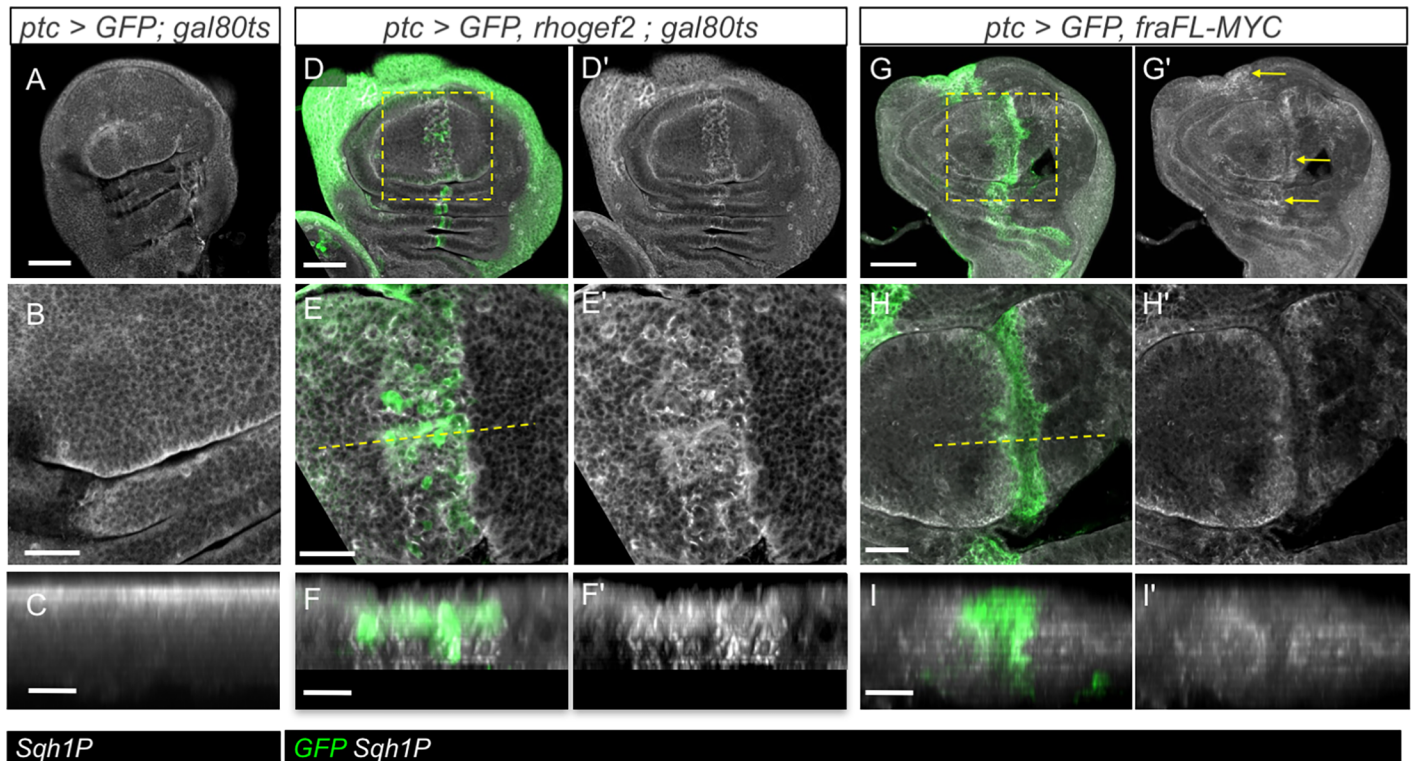 ptc > GFP; gal80ts
ptc > GFP, rhogef2 ; gal80ts
ptc > GFP, fraFL-MYC
A
D
D'
G
G'
B
E
E'
H
H'
C
F
F'
I
I'
Sqh1P
GFP Sqh1P